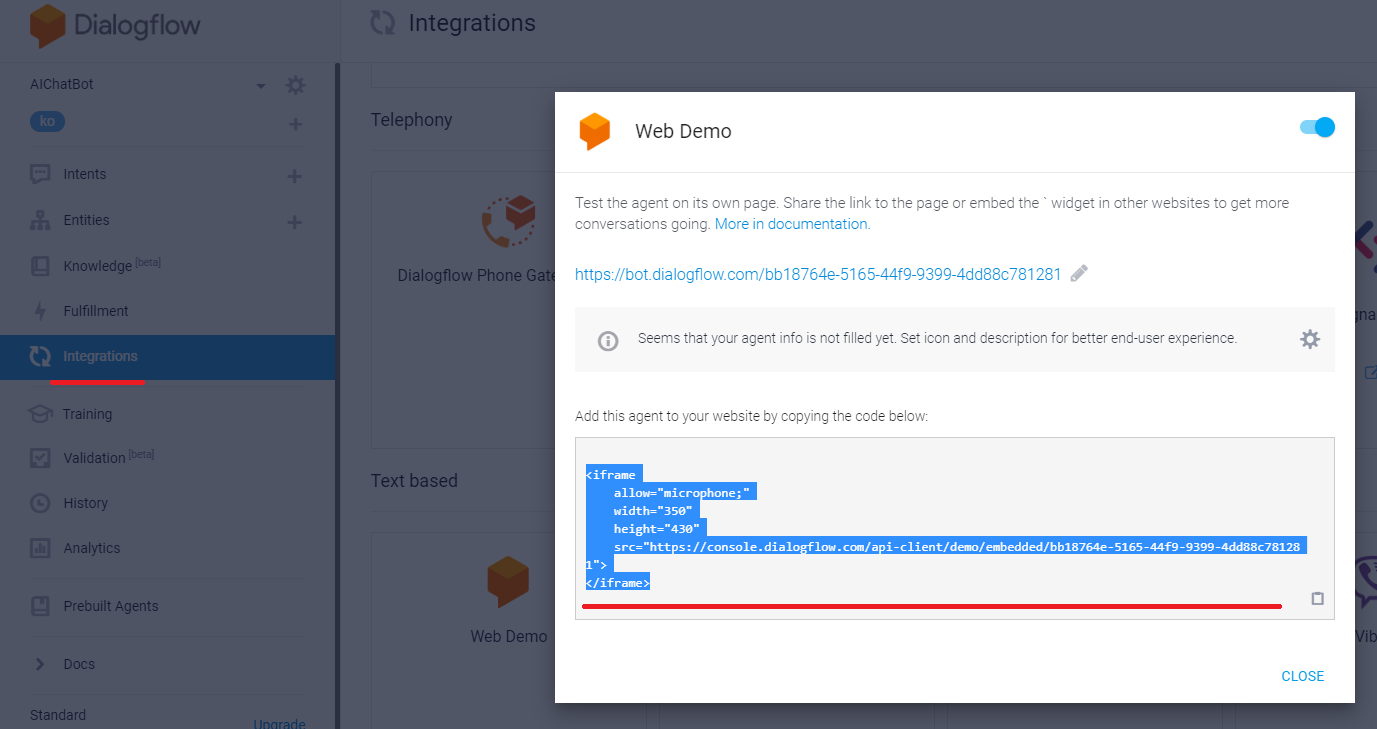 Dialogflow
Integrations
AIChatBot
ko
Intents
Entities
Knowledge [beta]
Fulfillment
Integrations
Training
Validation [beta]
History
Analytics
Prebuilt Agents
Docs
Standard
Upgrade
Telephony
Dialogflow Phone Gate
Text based
Web Demo
Web Demo
Test the agent on its own page. Share the link to the page or embed the ` widget in other websites to get more
conversations going. More in documentation.
https://bot.dialogflow.com/bb18764e-5165-44f9-9399-4dd88c781281
Seems that your agent info is not filled yet. Set icon and description for better end-user experience.
Add this agent to your website by copying the code below:
<iframe
allow="microphone;"
width="350"
height="430"
src="https://console.dialogflow.com/api-client/demo/embedded/bb18764e-5165-44f9-9399-4dd88c78128
1">
</iframe>
CLOSE
gna
Vib